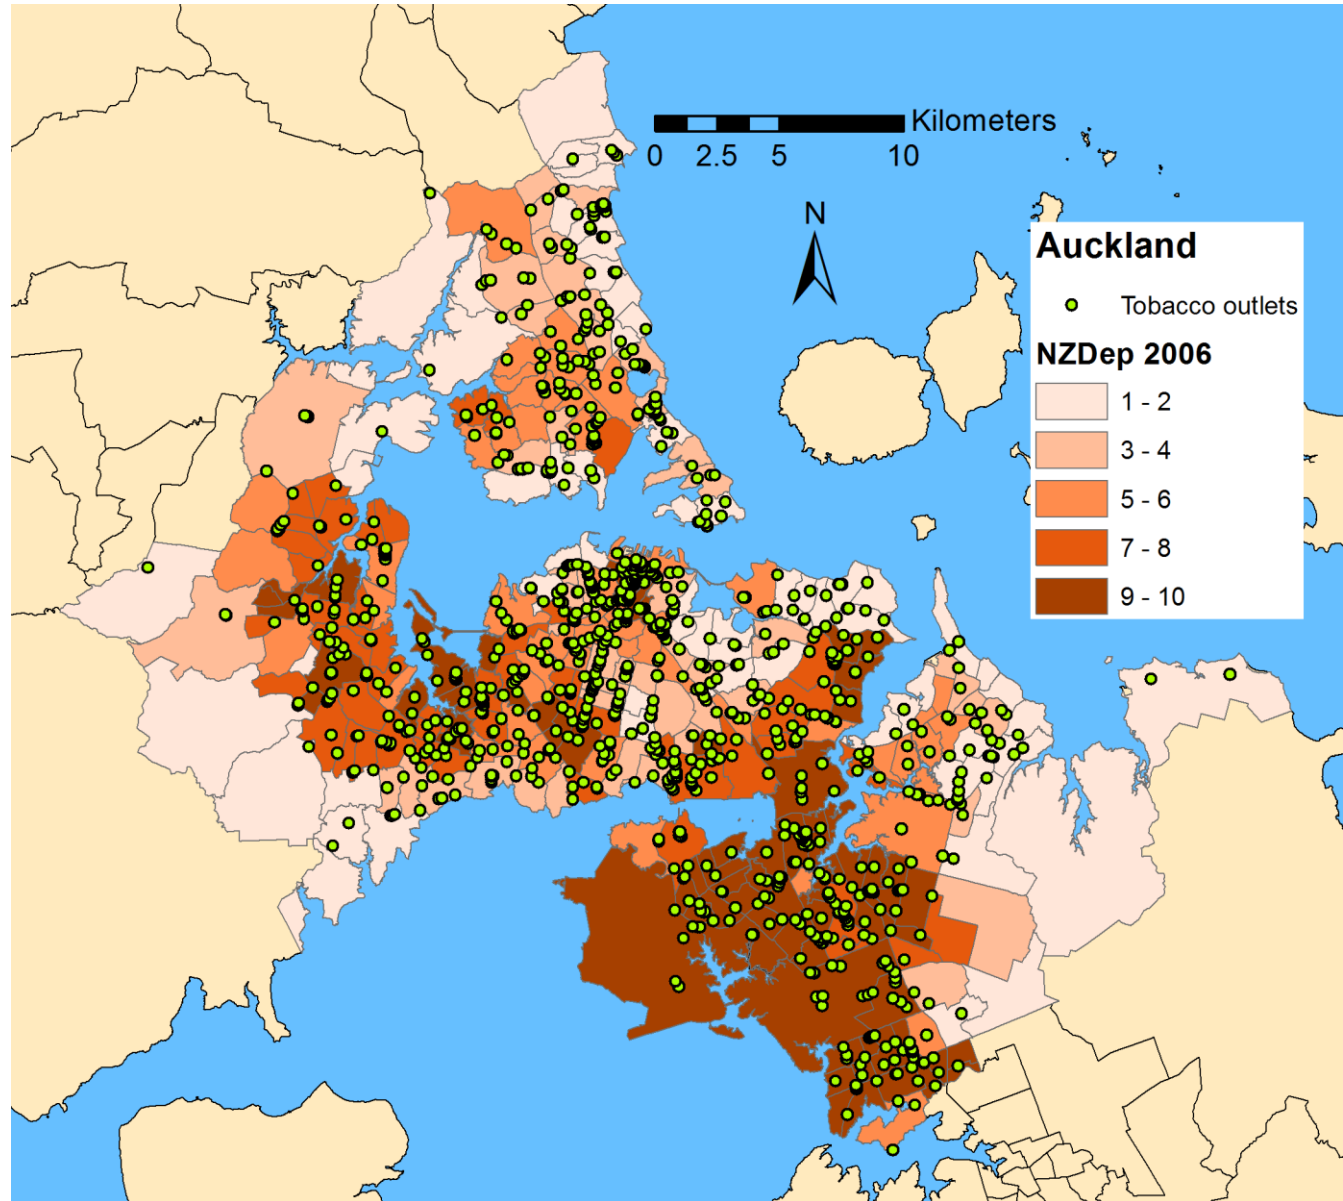 Kilometers
0 2.5 5 10
N
Auckland
Tobacco outlets
NZDep 2006
1 - 2
3 - 4
5 - 6
7 - 8
9 - 10